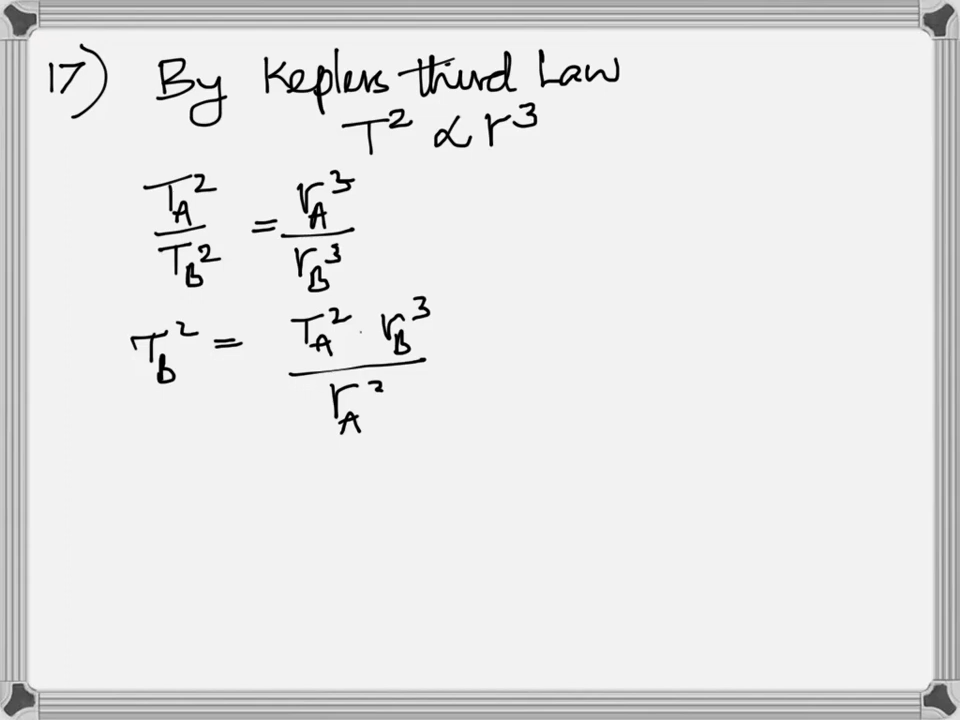 17) By Keplers third Law
T² ∝ r³
T_A² / T_B² = r_A³ / r_B³
T_B² = T_A² · r_B³ / r_A²